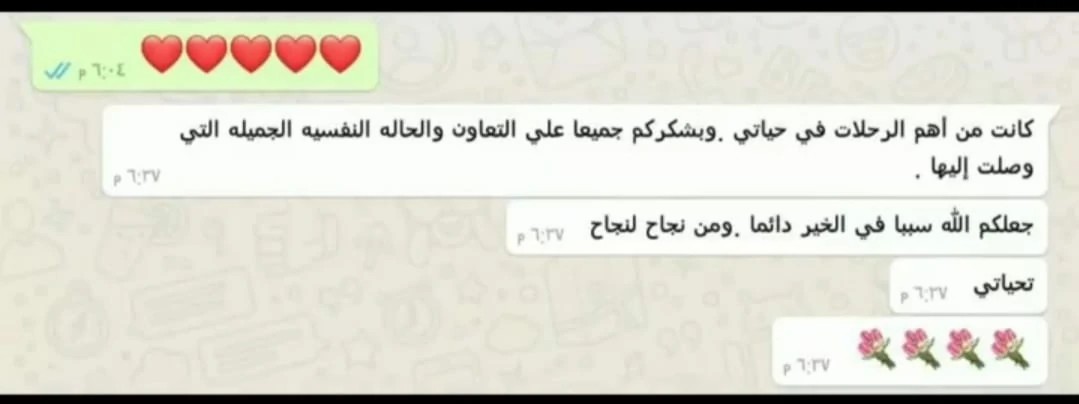 ❤️❤️❤️❤️❤️ ٦:٠٤ م
كانت من أهم الرحلات في حياتي .وبشكركم جميعا علي التعاون والحاله النفسيه الجميله التي
وصلت إليها . ٦:٣٧ م
جعلكم الله سببا في الخير دائما .ومن نجاح لنجاح ٦:٣٧ م
تحياتي ٦:٣٧ م
💐💐💐💐 ٦:٣٧ م